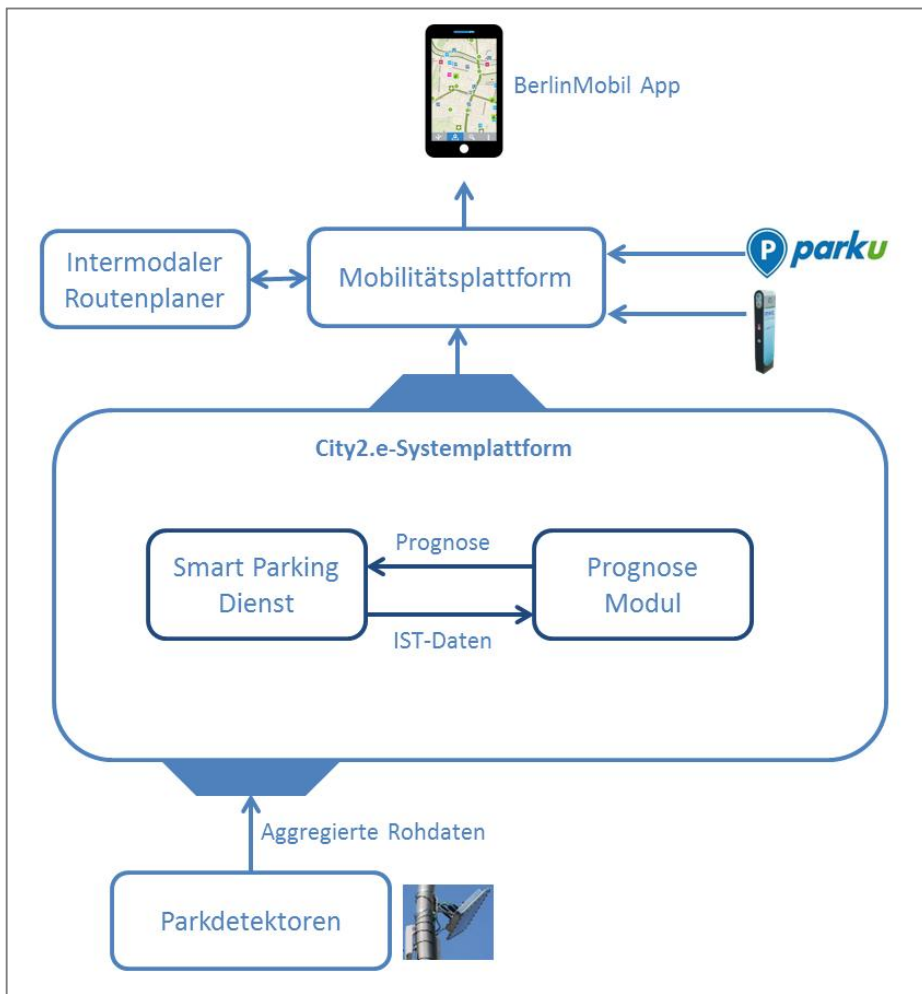 BerlinMobil App
Intermodaler
Routenplaner
Mobilitätsplattform
P parku
City2.e-Systemplattform
Smart Parking
Dienst
Prognose
IST-Daten
Prognose
Modul
Aggregierte Rohdaten
Parkdetektoren